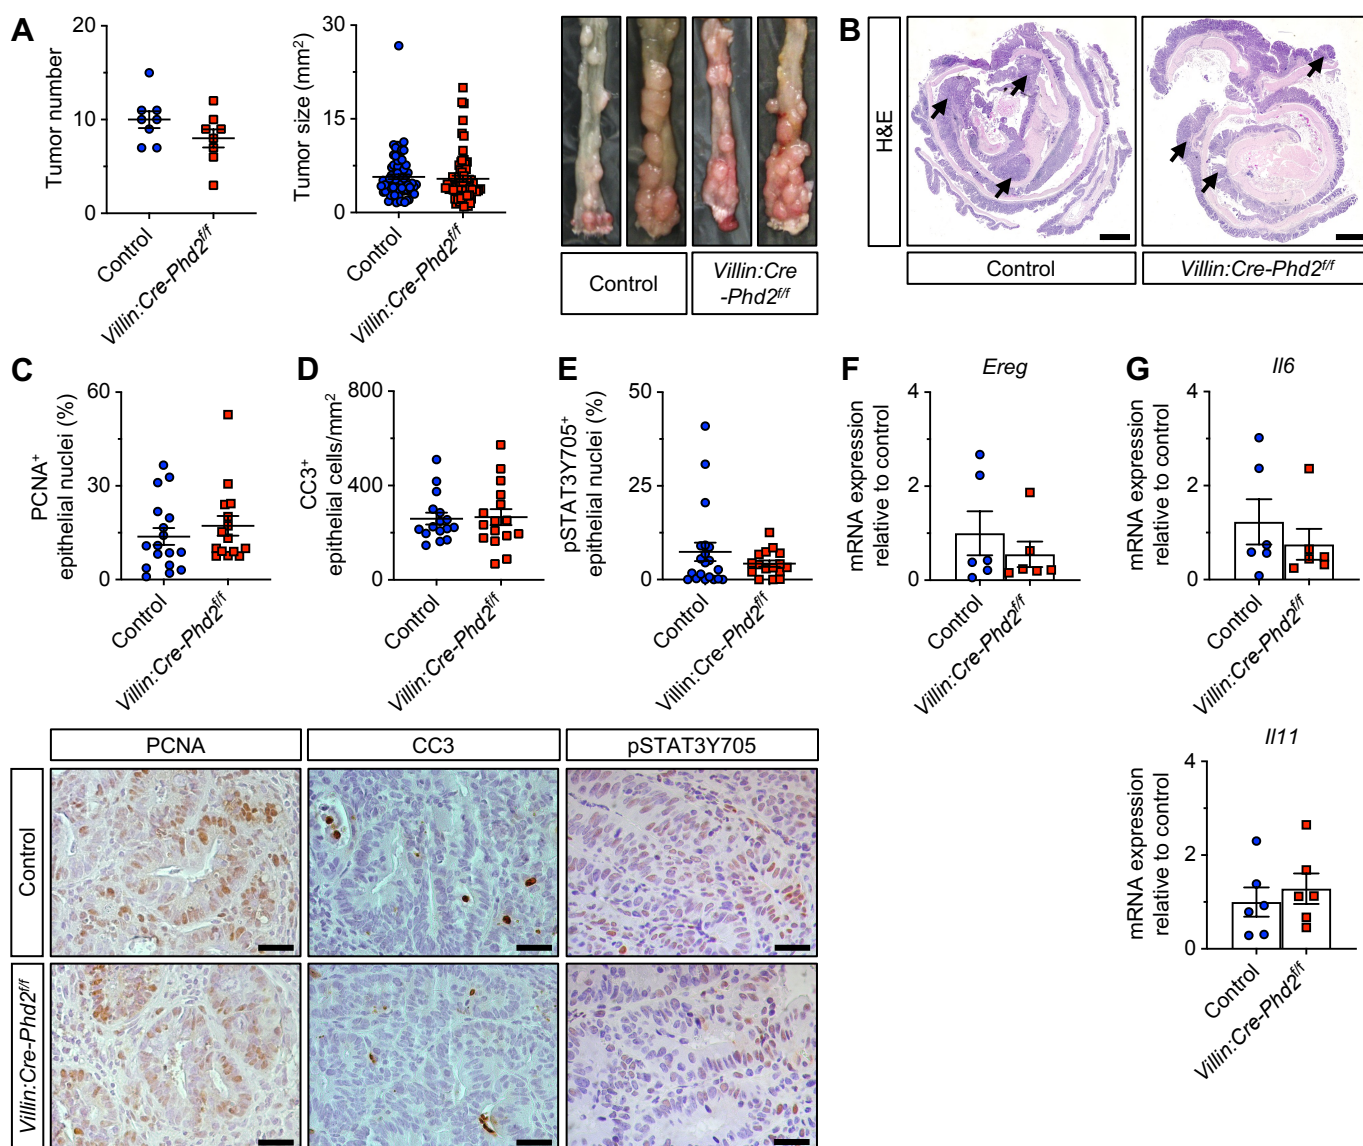 A
Tumor number
20
10
0
Control
Villin:Cre-Phd2f/f
Tumor size (mm2)
30
15
0
Control
Villin:Cre-Phd2f/f
Control
Villin:Cre
-Phd2f/f
B
H&E
Control
Villin:Cre-Phd2f/f
C
PCNA+
epithelial nuclei (%)
60
30
0
Control
Villin:Cre-Phd2f/f
D
CC3+
epithelial cells/mm2
800
400
0
Control
Villin:Cre-Phd2f/f
E
pSTAT3Y705+
epithelial nuclei (%)
50
25
0
Control
Villin:Cre-Phd2f/f
F
Ereg
mRNA expression
relative to control
4
2
0
Control
Villin:Cre-Phd2f/f
G
Il6
mRNA expression
relative to control
4
2
0
Control
Villin:Cre-Phd2f/f
Il11
mRNA expression
relative to control
4
2
0
Control
Villin:Cre-Phd2f/f
PCNA
CC3
pSTAT3Y705
Control
Villin:Cre-Phd2f/f